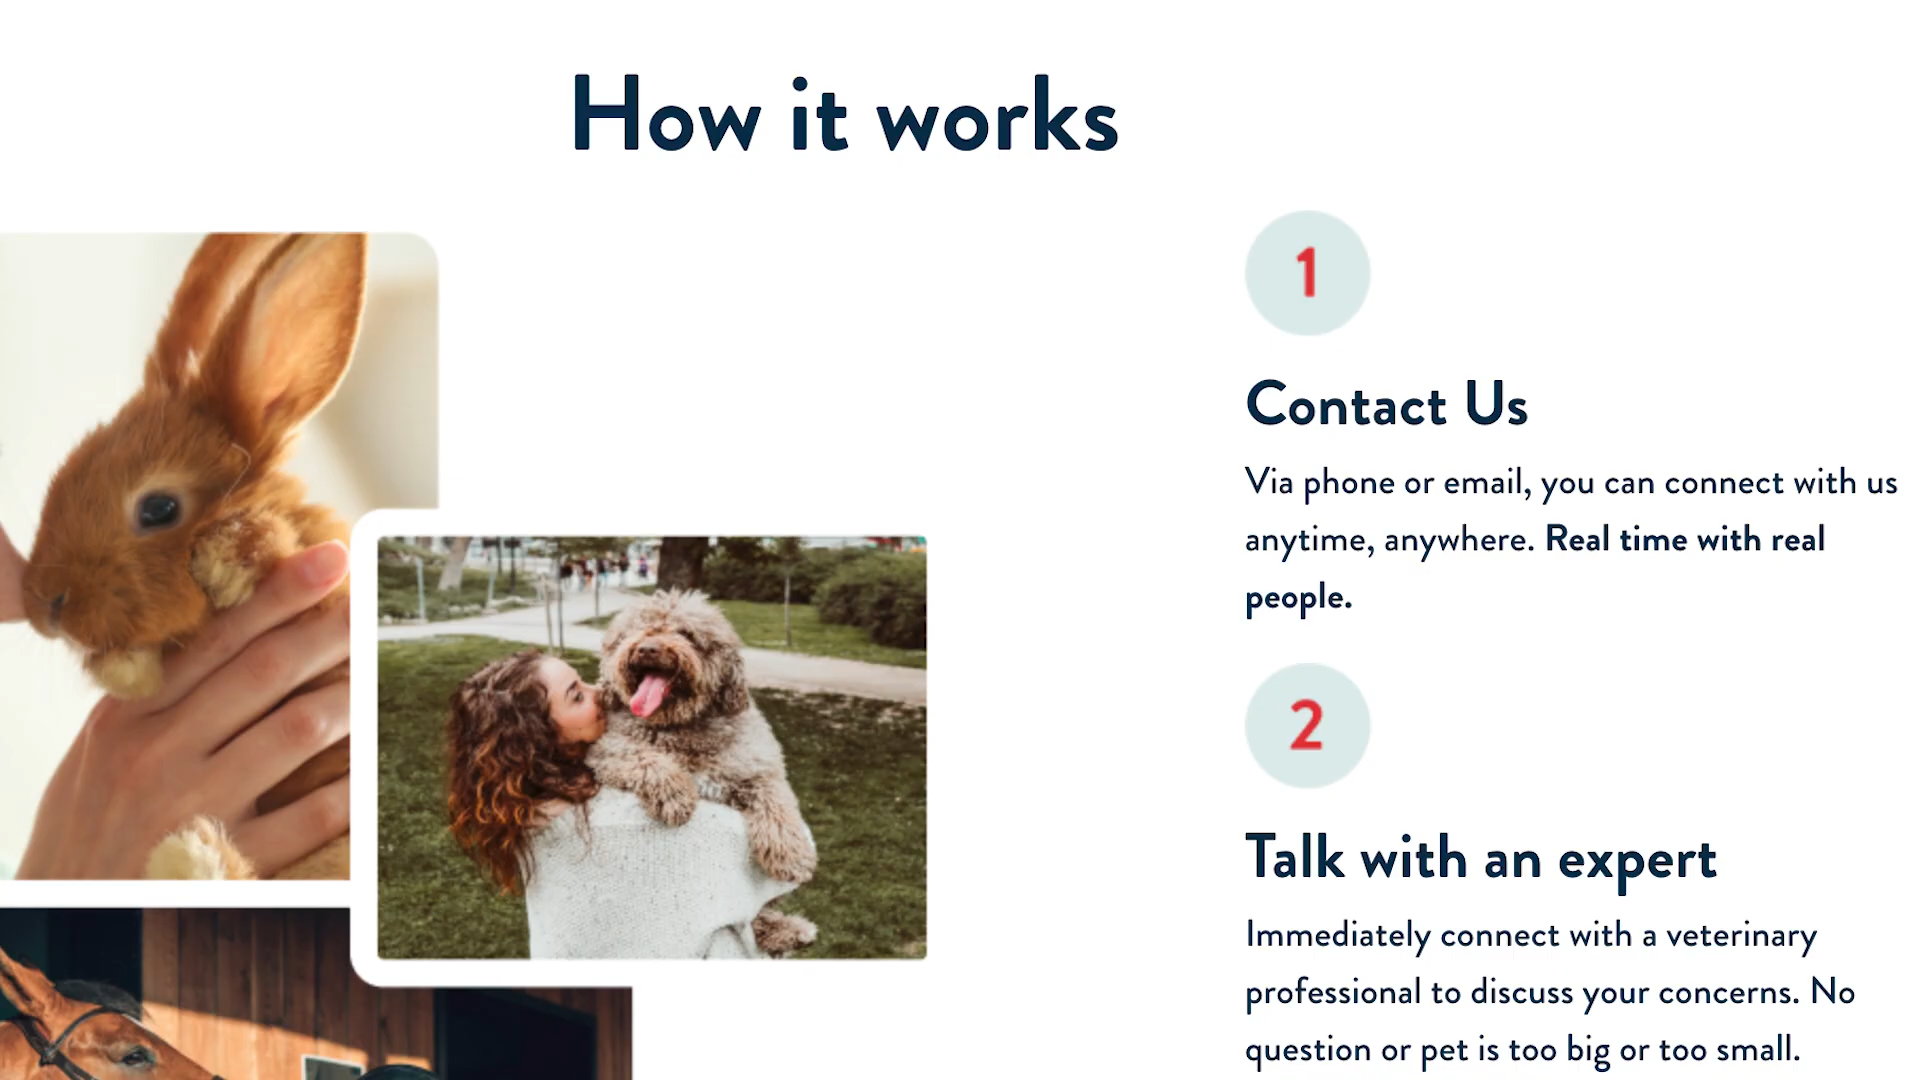 How it works
1
Contact Us
Via phone or email, you can connect with us
anytime, anywhere. Real time with real
people.
2
Talk with an expert
Immediately connect with a veterinary
professional to discuss your concerns. No
question or pet is too big or too small.